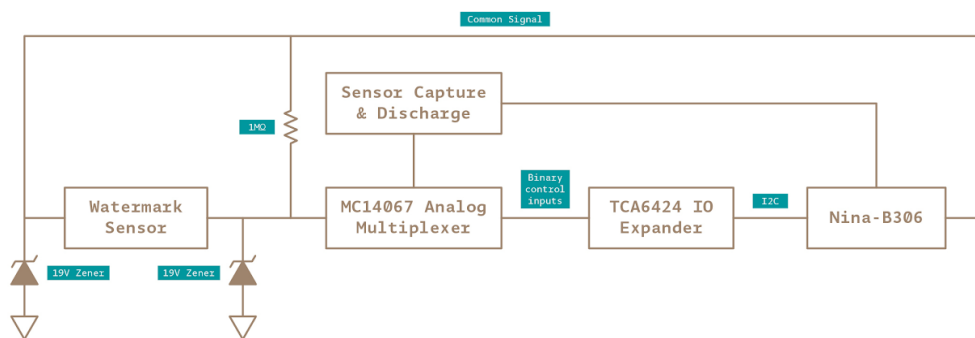 Common Signal
Sensor Capture
& Discharge
1MΩ
Watermark
Sensor
MC14067 Analog
Multiplexer
Binary
control
inputs
TCA6424 IO
Expander
I2C
Nina-B306
19V Zener
19V Zener